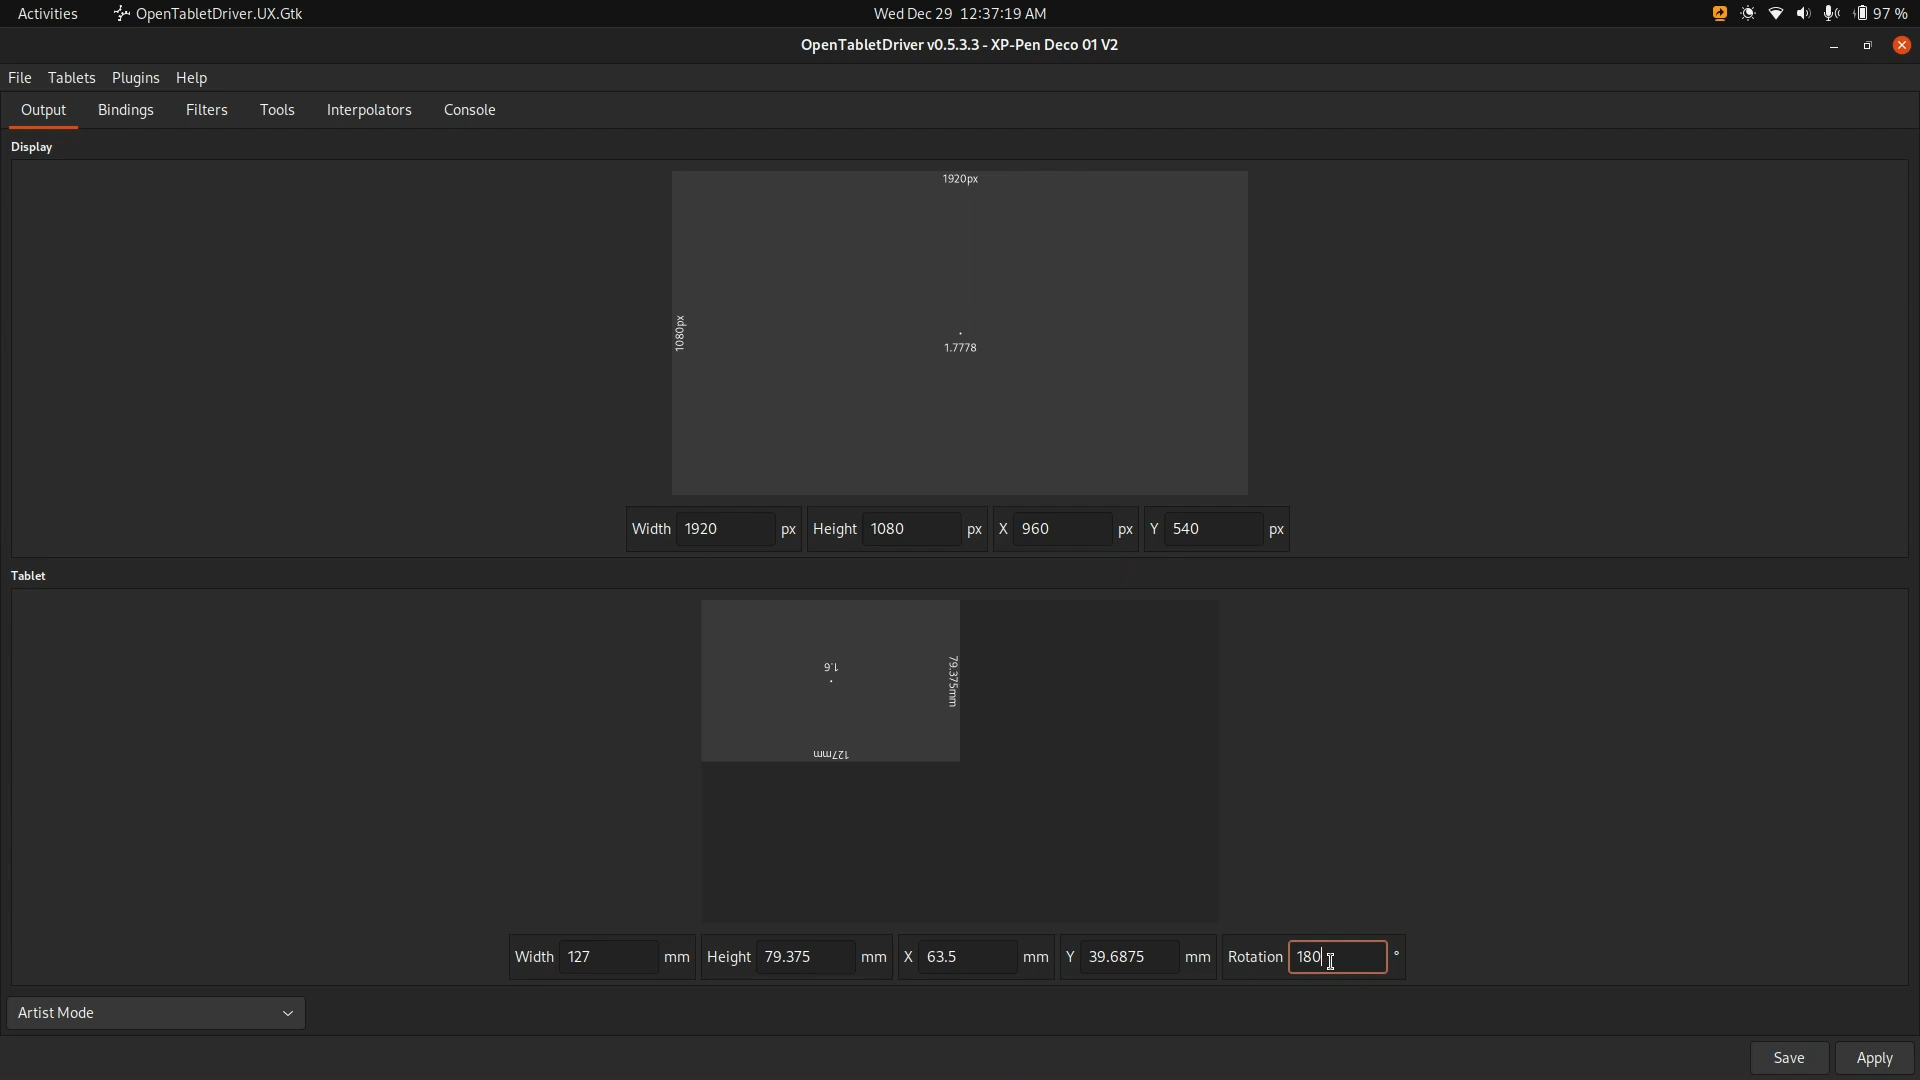 Activities OpenTabletDriver.UX.Gtk Wed Dec 29 12:37:19 AM 97 %
OpenTabletDriver v0.5.3.3 - XP-Pen Deco 01 V2
File Tablets Plugins Help
Output Bindings Filters Tools Interpolators Console
Display
1920px
1080px
1.7778
Width 1920 px Height 1080 px X 960 px Y 540 px
Tablet
1.6
79.375mm
127mm
Width 127 mm Height 79.375 mm X 63.5 mm Y 39.6875 mm Rotation 180 °
Artist Mode
Save Apply